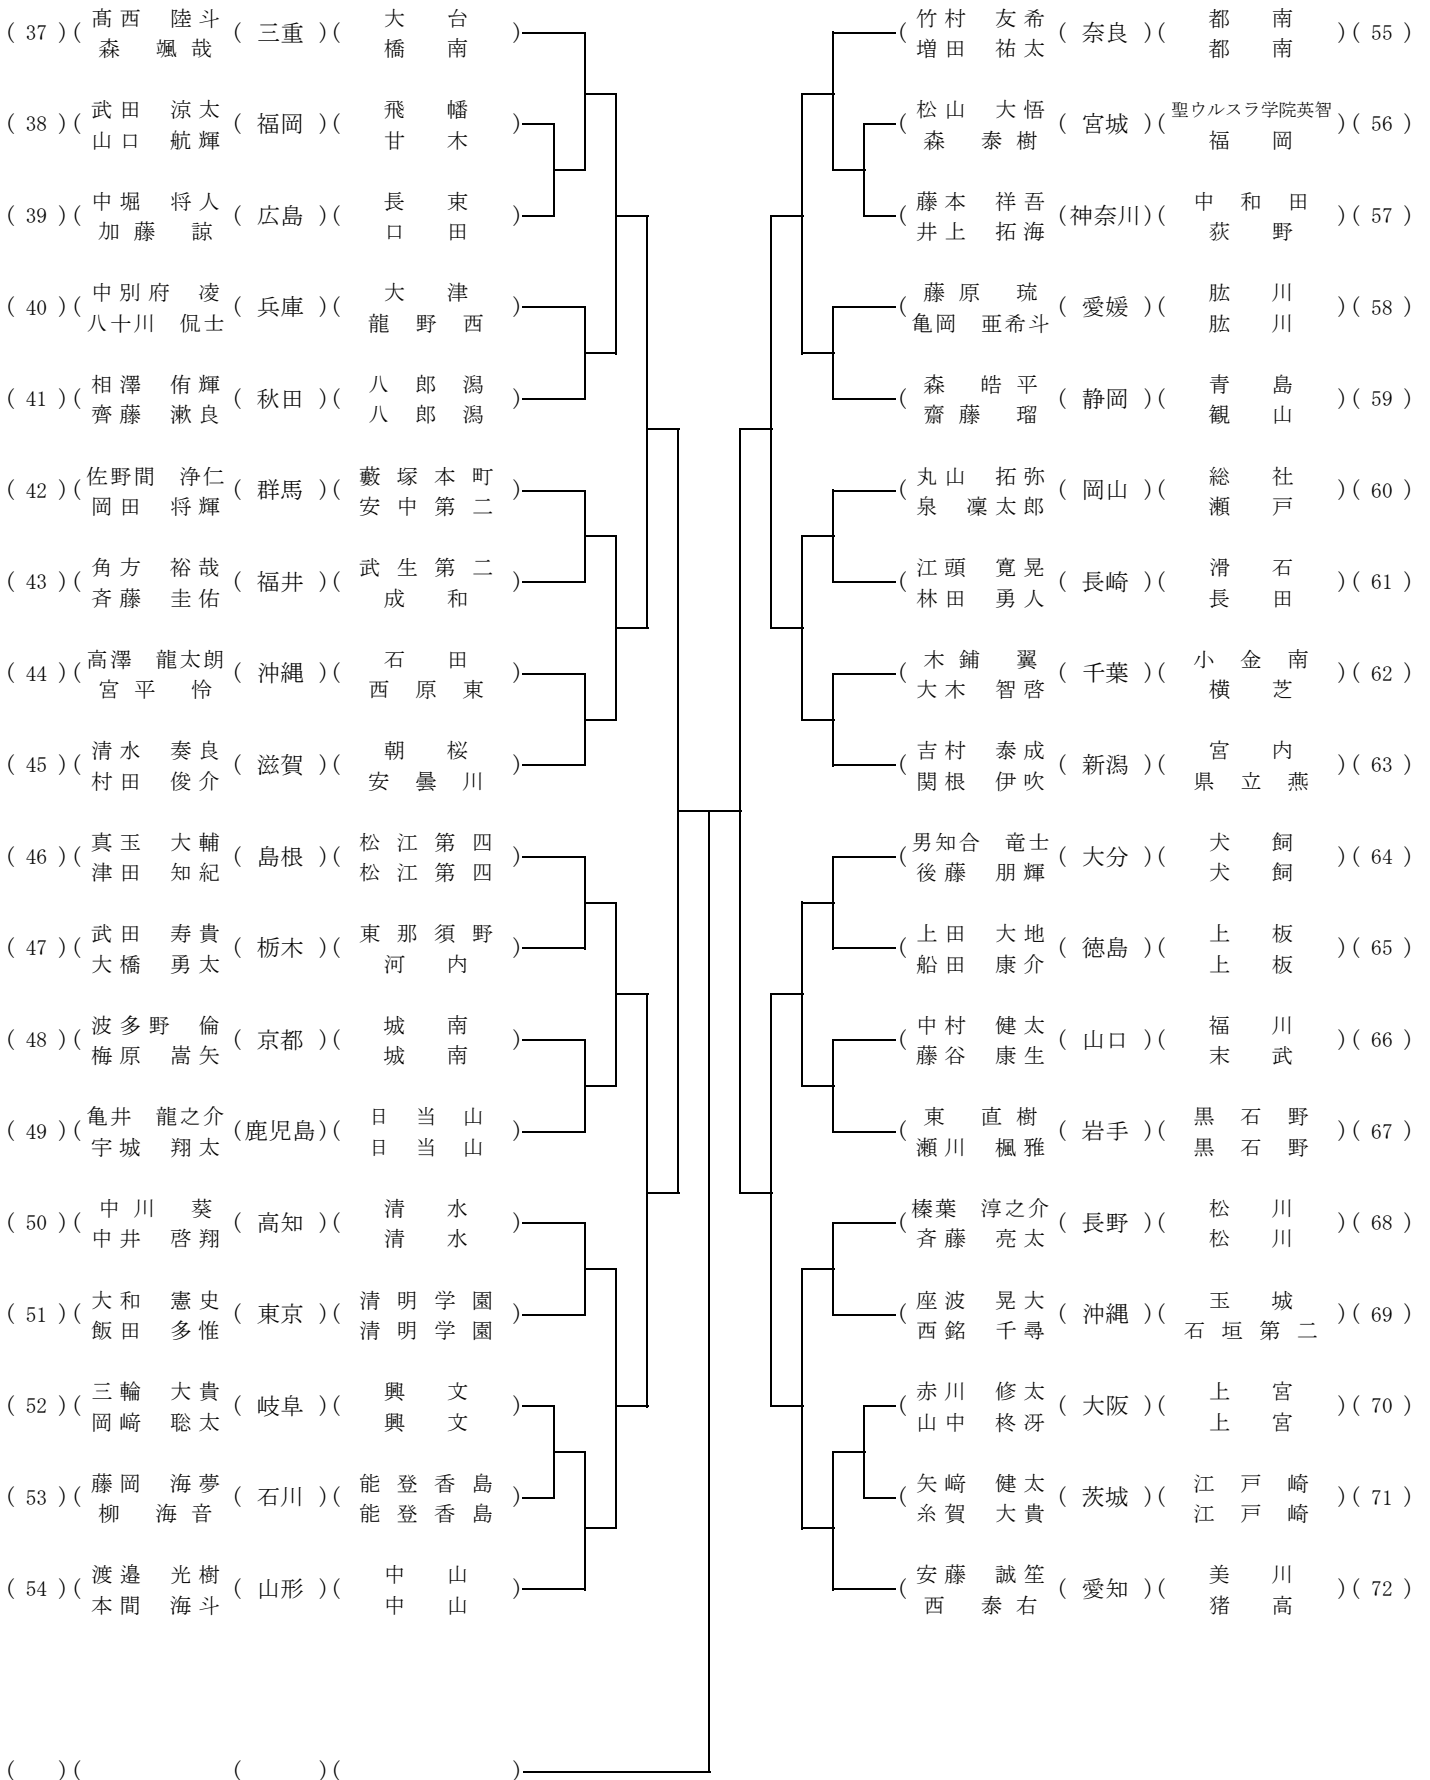 ( 37 )( 髙西 陸斗 ( 三重 )( 大台 )
森 颯哉 橋南
( 38 )( 武田 涼太 ( 福岡 )( 飛幡 )
山口 航輝 甘木
( 39 )( 中堀 将人 ( 広島 )( 長束 )
加藤 諒 口田
( 40 )( 中別府 凌 ( 兵庫 )( 大津 )
八十川 侃士 龍野西
( 41 )( 相澤 侑輝 ( 秋田 )( 八郎潟 )
齊藤 漱良 八郎潟
( 42 )( 佐野間 浄仁 ( 群馬 )( 藪塚本町 )
岡田 将輝 安中第二
( 43 )( 角方 裕哉 ( 福井 )( 武生第二 )
斉藤 圭佑 成和
( 44 )( 高澤 龍太朗 ( 沖縄 )( 石田 )
宮平 怜 西原東
( 45 )( 清水 奏良 ( 滋賀 )( 朝桜 )
村田 俊介 安曇川
( 46 )( 真玉 大輔 ( 島根 )( 松江第四 )
津田 知紀 松江第四
( 47 )( 武田 寿貴 ( 栃木 )( 東那須野 )
大橋 勇太 河内
( 48 )( 波多野 倫 ( 京都 )( 城南 )
梅原 嵩矢 城南
( 49 )( 亀井 龍之介 ( 鹿児島 )( 日当山 )
宇城 翔太 日当山
( 50 )( 中川 葵 ( 高知 )( 清水 )
中井 啓翔 清水
( 51 )( 大和 憲史 ( 東京 )( 清明学園 )
飯田 多惟 清明学園
( 52 )( 三輪 大貴 ( 岐阜 )( 興文 )
岡﨑 聡太 興文
( 53 )( 藤岡 海夢 ( 石川 )( 能登香島 )
柳 海音 能登香島
( 54 )( 渡邉 光樹 ( 山形 )( 中山 )
本間 海斗 中山
( )( ( )( )
( 竹村 友希 ( 奈良 )( 都南 )( 55 )
増田 祐太 都南
( 松山 大悟 ( 宮城 )( 聖ウルスラ学院英智 )( 56 )
森 泰樹 福岡
( 藤本 祥吾 ( 神奈川 )( 中和田 )( 57 )
井上 拓海 荻野
( 藤原 琉 ( 愛媛 )( 肱川 )( 58 )
亀岡 亜希斗 肱川
( 森 皓平 ( 静岡 )( 青島 )( 59 )
齋藤 瑠 観山
( 丸山 拓弥 ( 岡山 )( 総社 )( 60 )
泉 凜太郎 瀬戸
( 江頭 寛晃 ( 長崎 )( 滑石 )( 61 )
林田 勇人 長田
( 木鋪 翼 ( 千葉 )( 小金南 )( 62 )
大木 智啓 横芝
( 吉村 泰成 ( 新潟 )( 宮内 )( 63 )
関根 伊吹 県立燕
( 男知合 竜士 ( 大分 )( 犬飼 )( 64 )
後藤 朋輝 犬飼
( 上田 大地 ( 徳島 )( 上板 )( 65 )
船田 康介 上板
( 中村 健太 ( 山口 )( 福川 )( 66 )
藤谷 康生 末武
( 東 直樹 ( 岩手 )( 黒石野 )( 67 )
瀬川 楓雅 黒石野
( 榛葉 淳之介 ( 長野 )( 松川 )( 68 )
斉藤 亮太 松川
( 座波 晃大 ( 沖縄 )( 玉城 )( 69 )
西銘 千尋 石垣第二
( 赤川 修太 ( 大阪 )( 上宮 )( 70 )
山中 柊冴 上宮
( 矢﨑 健太 ( 茨城 )( 江戸崎 )( 71 )
糸賀 大貴 江戸崎
( 安藤 誠笙 ( 愛知 )( 美川 )( 72 )
西 泰右 猪高